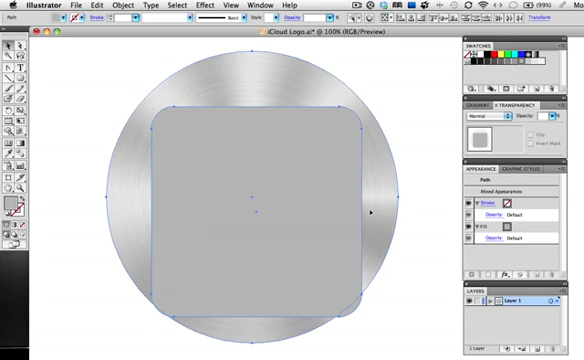 Illustrator File Edit Object Type Select Effect View Window Help (99%) Mo
Path Stroke: Basic Style: Opacity: % Transform
iCloud Logo.ai* @ 100% (RGB/Preview)
SWATCHES
GRADIENT TRANSPARENCY
Normal Opacity: %
Clip
Invert Mask
APPEARANCE GRAPHIC STYLES
Path
Mixed Appearances
Stroke:
Opacity: Default
Fill:
Opacity: Default
LAYERS
Layer 1
1 Layer